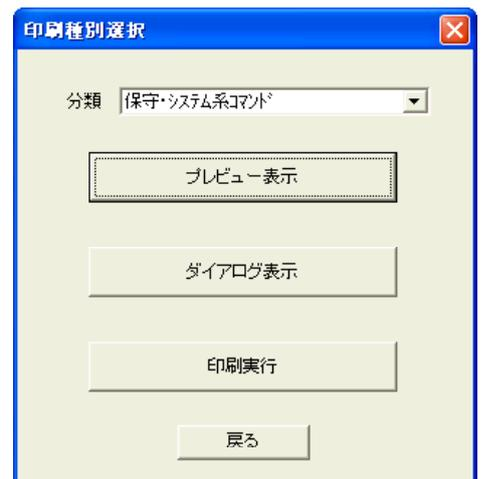 印刷種別選択
分類 保守・システム系コマンド
プレビュー表示
ダイアログ表示
印刷実行
戻る